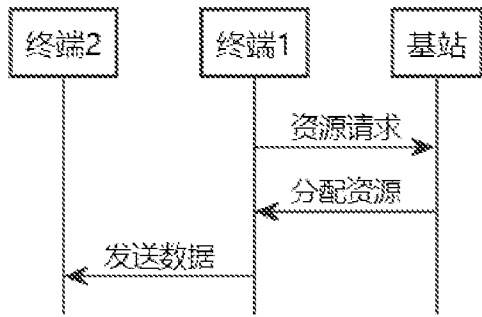 终端2
终端1
基站
资源请求
分配资源
发送数据